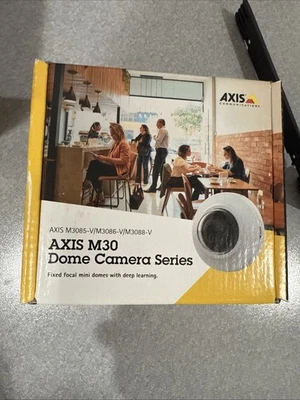 AXIS
COMMUNICATIONS
AXIS M3085-V/M3086-V/M3088-V
AXIS M30
Dome Camera Series
Fixed focal mini domes with deep learning.